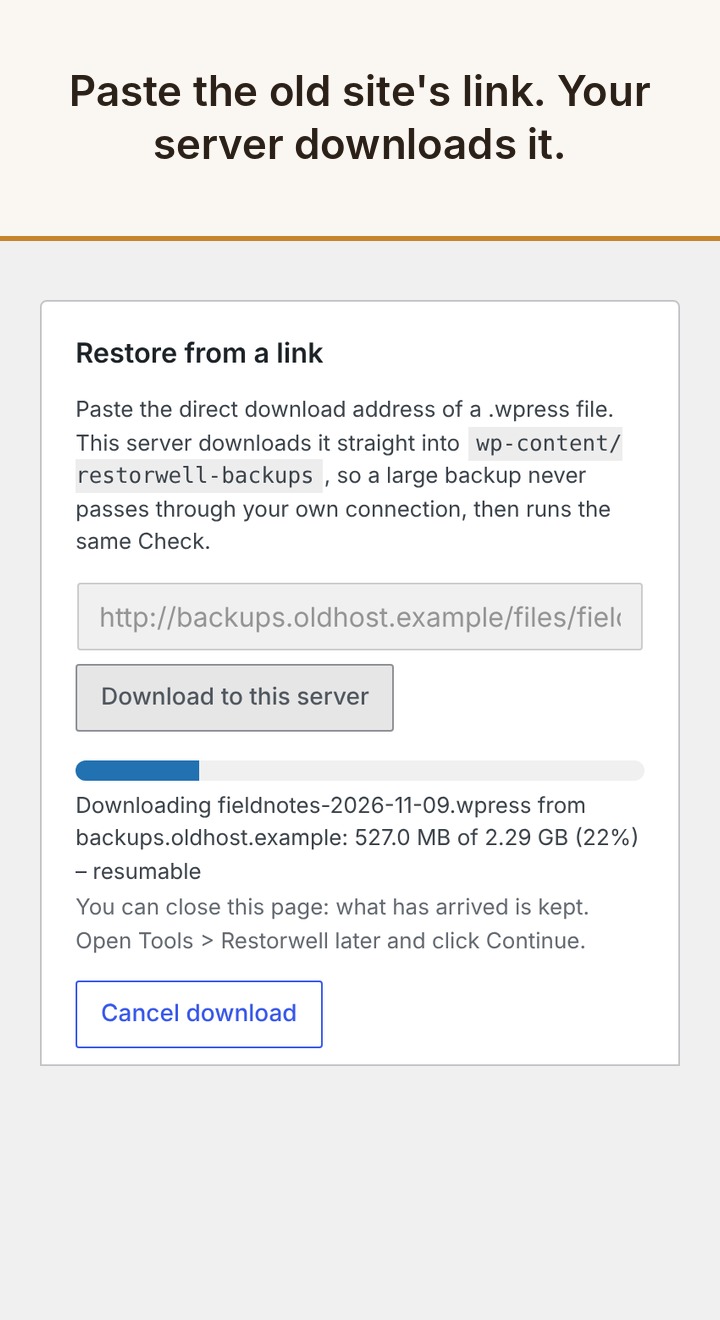 Paste the old site's link. Your
server downloads it.
Restore from a link
Paste the direct download address of a .wpress file.
This server downloads it straight into wp-content/
restorwell-backups , so a large backup never
passes through your own connection, then runs the
same Check.
http://backups.oldhost.example/files/field
Download to this server
Downloading fieldnotes-2026-11-09.wpress from
backups.oldhost.example: 527.0 MB of 2.29 GB (22%)
– resumable
You can close this page: what has arrived is kept.
Open Tools > Restorwell later and click Continue.
Cancel download